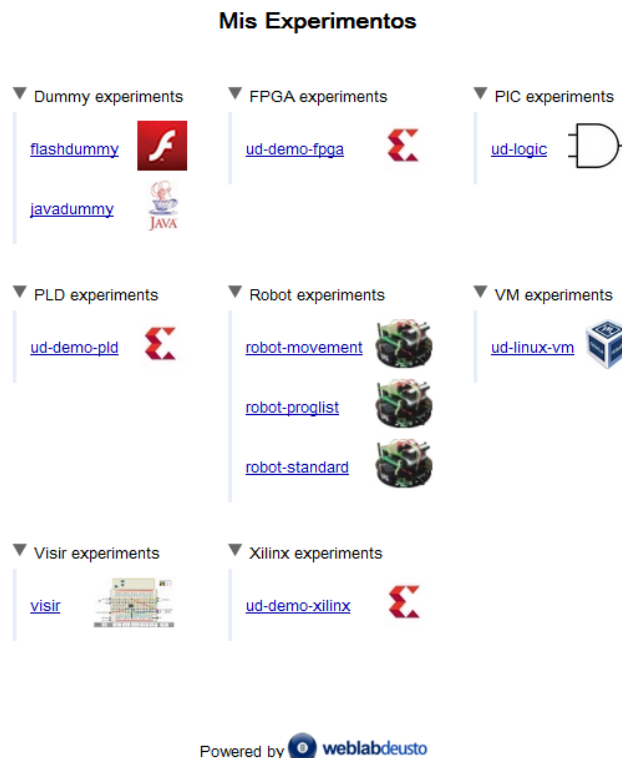 Mis Experimentos
Dummy experiments
flashdummy
javadummy
JAVA
FPGA experiments
ud-demo-fpga
PIC experiments
ud-logic
PLD experiments
ud-demo-pld
Robot experiments
robot-movement
robot-proglist
robot-standard
VM experiments
ud-linux-vm
Visir experiments
visir
Xilinx experiments
ud-demo-xilinx
Powered by weblabdeusto